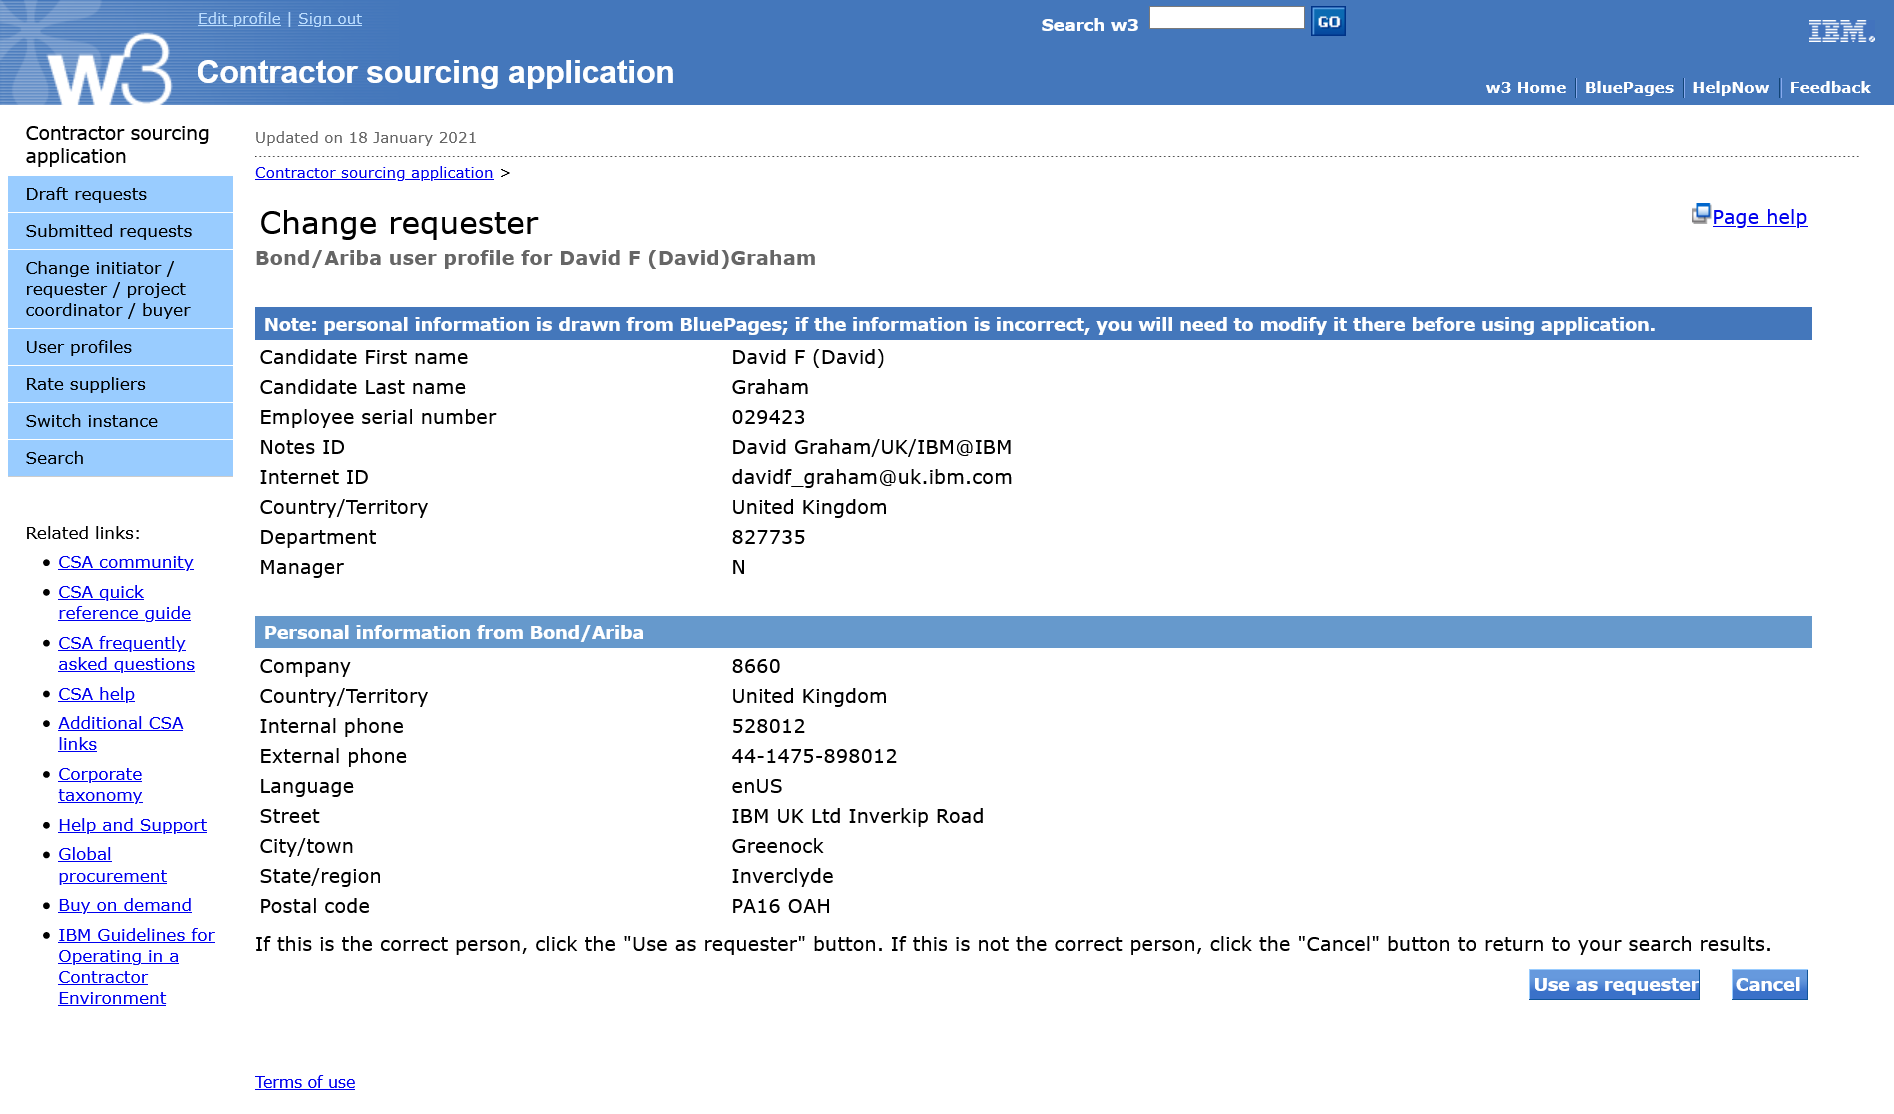 Edit profile | Sign out
Search w3
GO
IBM.
w3
Contractor sourcing application
w3 Home
BluePages
HelpNow
Feedback
Contractor sourcing
application
Draft requests
Submitted requests
Change initiator /
requester / project
coordinator / buyer
User profiles
Rate suppliers
Switch instance
Search
Related links:
• CSA community
• CSA quick
reference guide
• CSA frequently
asked questions
• CSA help
• Additional CSA
links
• Corporate
taxonomy
• Help and Support
• Global
procurement
• Buy on demand
• IBM Guidelines for
Operating in a
Contractor
Environment
Updated on 18 January 2021
Contractor sourcing application >
Change requester
Page help
Bond/Ariba user profile for David F (David)Graham
Note: personal information is drawn from BluePages; if the information is incorrect, you will need to modify it there before using application.
Candidate First name David F (David)
Candidate Last name Graham
Employee serial number 029423
Notes ID David Graham/UK/IBM@IBM
Internet ID davidf_graham@uk.ibm.com
Country/Territory United Kingdom
Department 827735
Manager N
Personal information from Bond/Ariba
Company 8660
Country/Territory United Kingdom
Internal phone 528012
External phone 44-1475-898012
Language enUS
Street IBM UK Ltd Inverkip Road
City/town Greenock
State/region Inverclyde
Postal code PA16 OAH
If this is the correct person, click the "Use as requester" button. If this is not the correct person, click the "Cancel" button to return to your search results.
Use as requester
Cancel
Terms of use